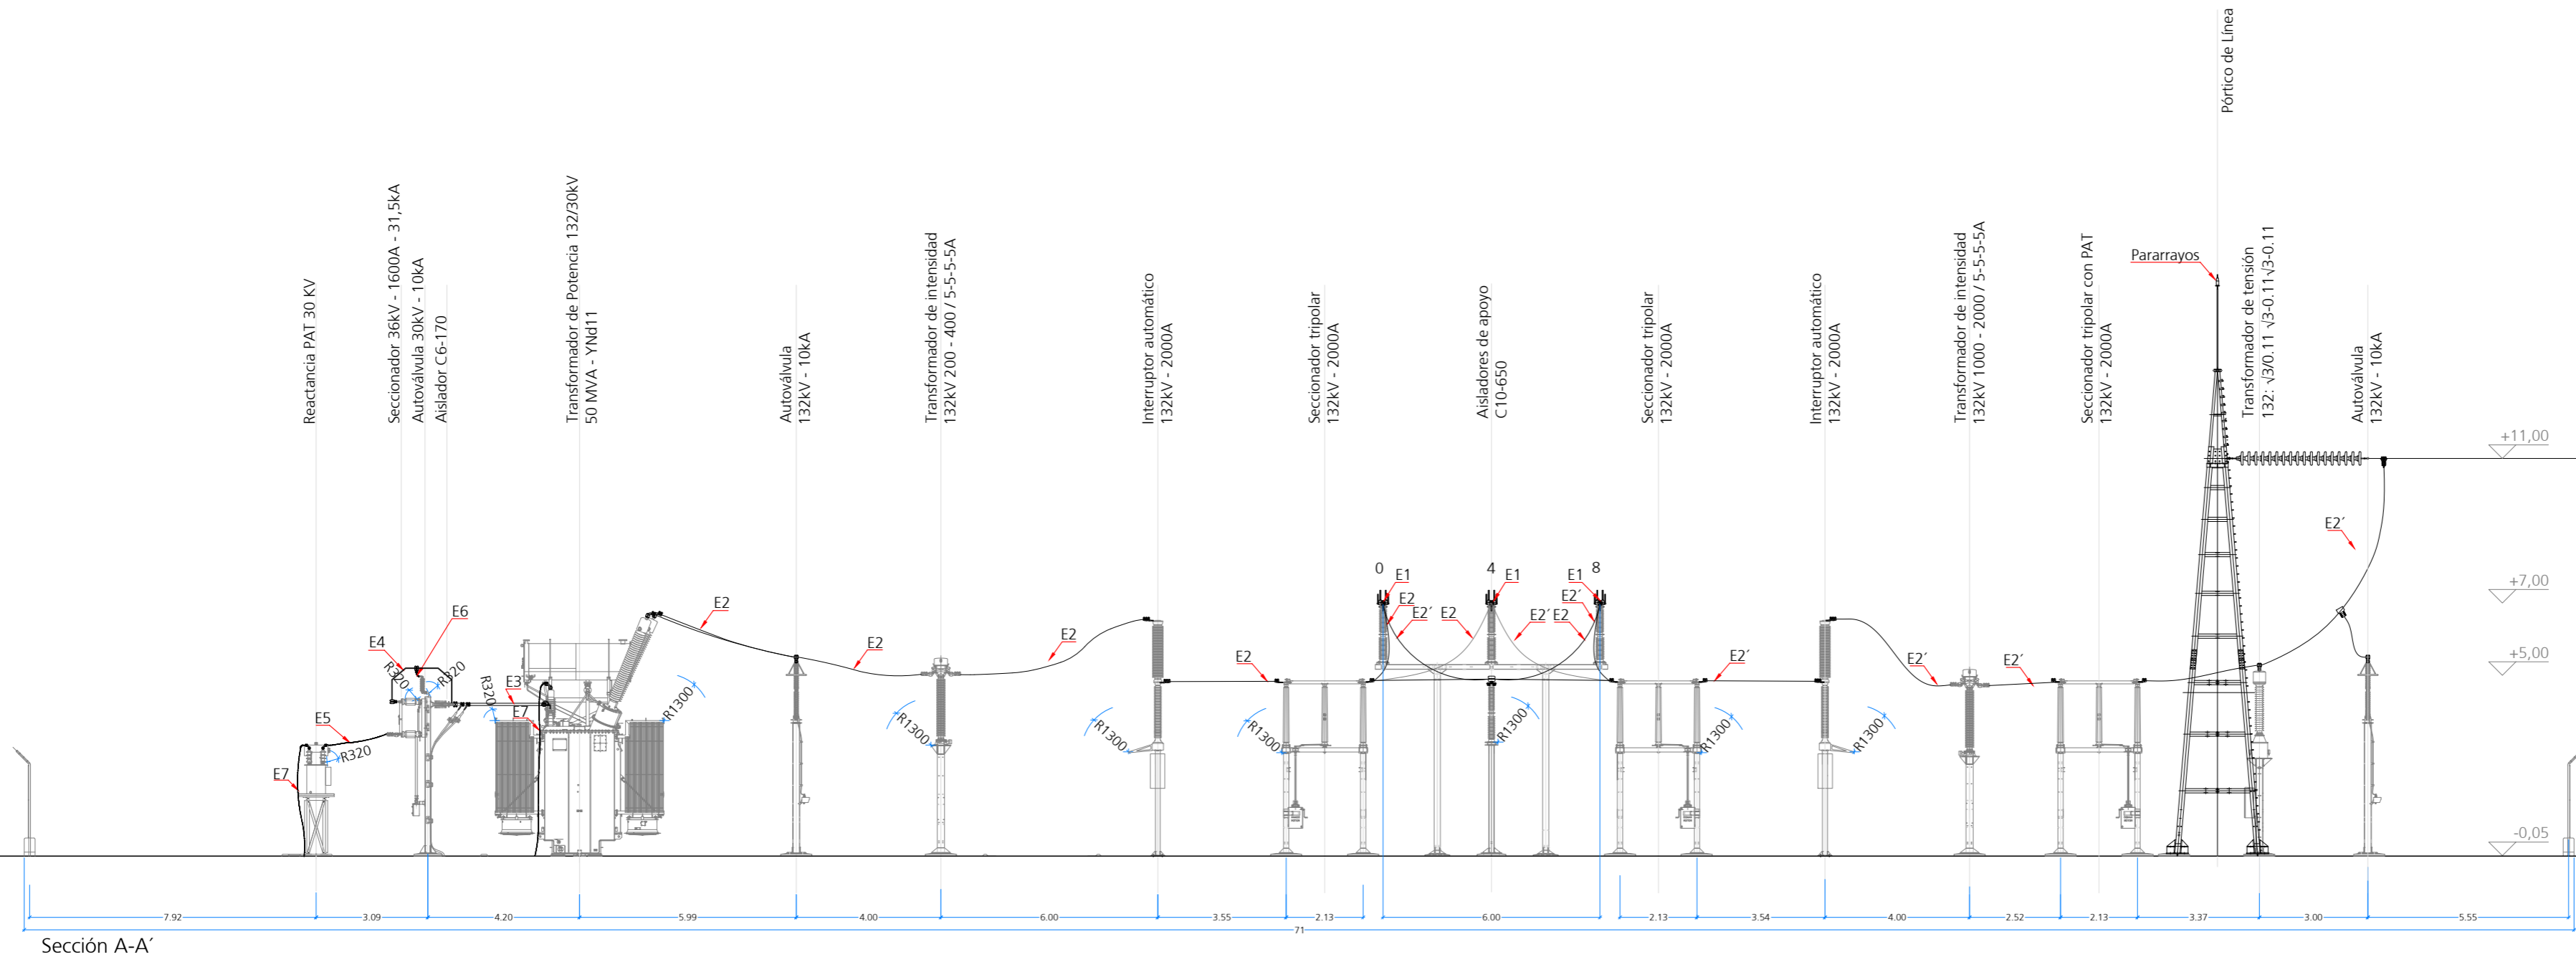 Pórtico de Línea
Reactancia PAT 30 KV
Seccionador 36kV - 1600A - 31,5kA
Autoválvula 30kV - 10kA
Aislador C6-170
Transformador de Potencia 132/30kV
50 MVA - YNd11
Autoválvula
132kV - 10kA
Transformador de intensidad
132kV 200 - 400 / 5-5-5-5A
Interruptor automático
132kV - 2000A
Seccionador tripolar
132kV - 2000A
Aisladores de apoyo
C10-650
Seccionador tripolar
132kV - 2000A
Interruptor automático
132kV - 2000A
Transformador de intensidad
132kV 1000 - 2000 / 5-5-5-5A
Seccionador tripolar con PAT
132kV - 2000A
Pararrayos
Transformador de tensión
132: √3/0.11 √3-0.11√3-0.11
Autoválvula
132kV - 10kA
+11,00
+7,00
+5,00
-0,05
0
4
8
E1
E1
E1
E2
E2´
E2
E2´
E2´
E2
E2´
E6
E4
R320
R320
R320
E3
E7
E5
R320
E7
E2
E2
E2
E2
E2´
E2´
E2´
R1300
R1300
R1300
R1300
R1300
R1300
R1300
7.92
3.09
4.20
5.99
4.00
6.00
3.55
2.13
6.00
2.13
3.54
4.00
2.52
2.13
3.37
3.00
5.55
71
Sección A-A´